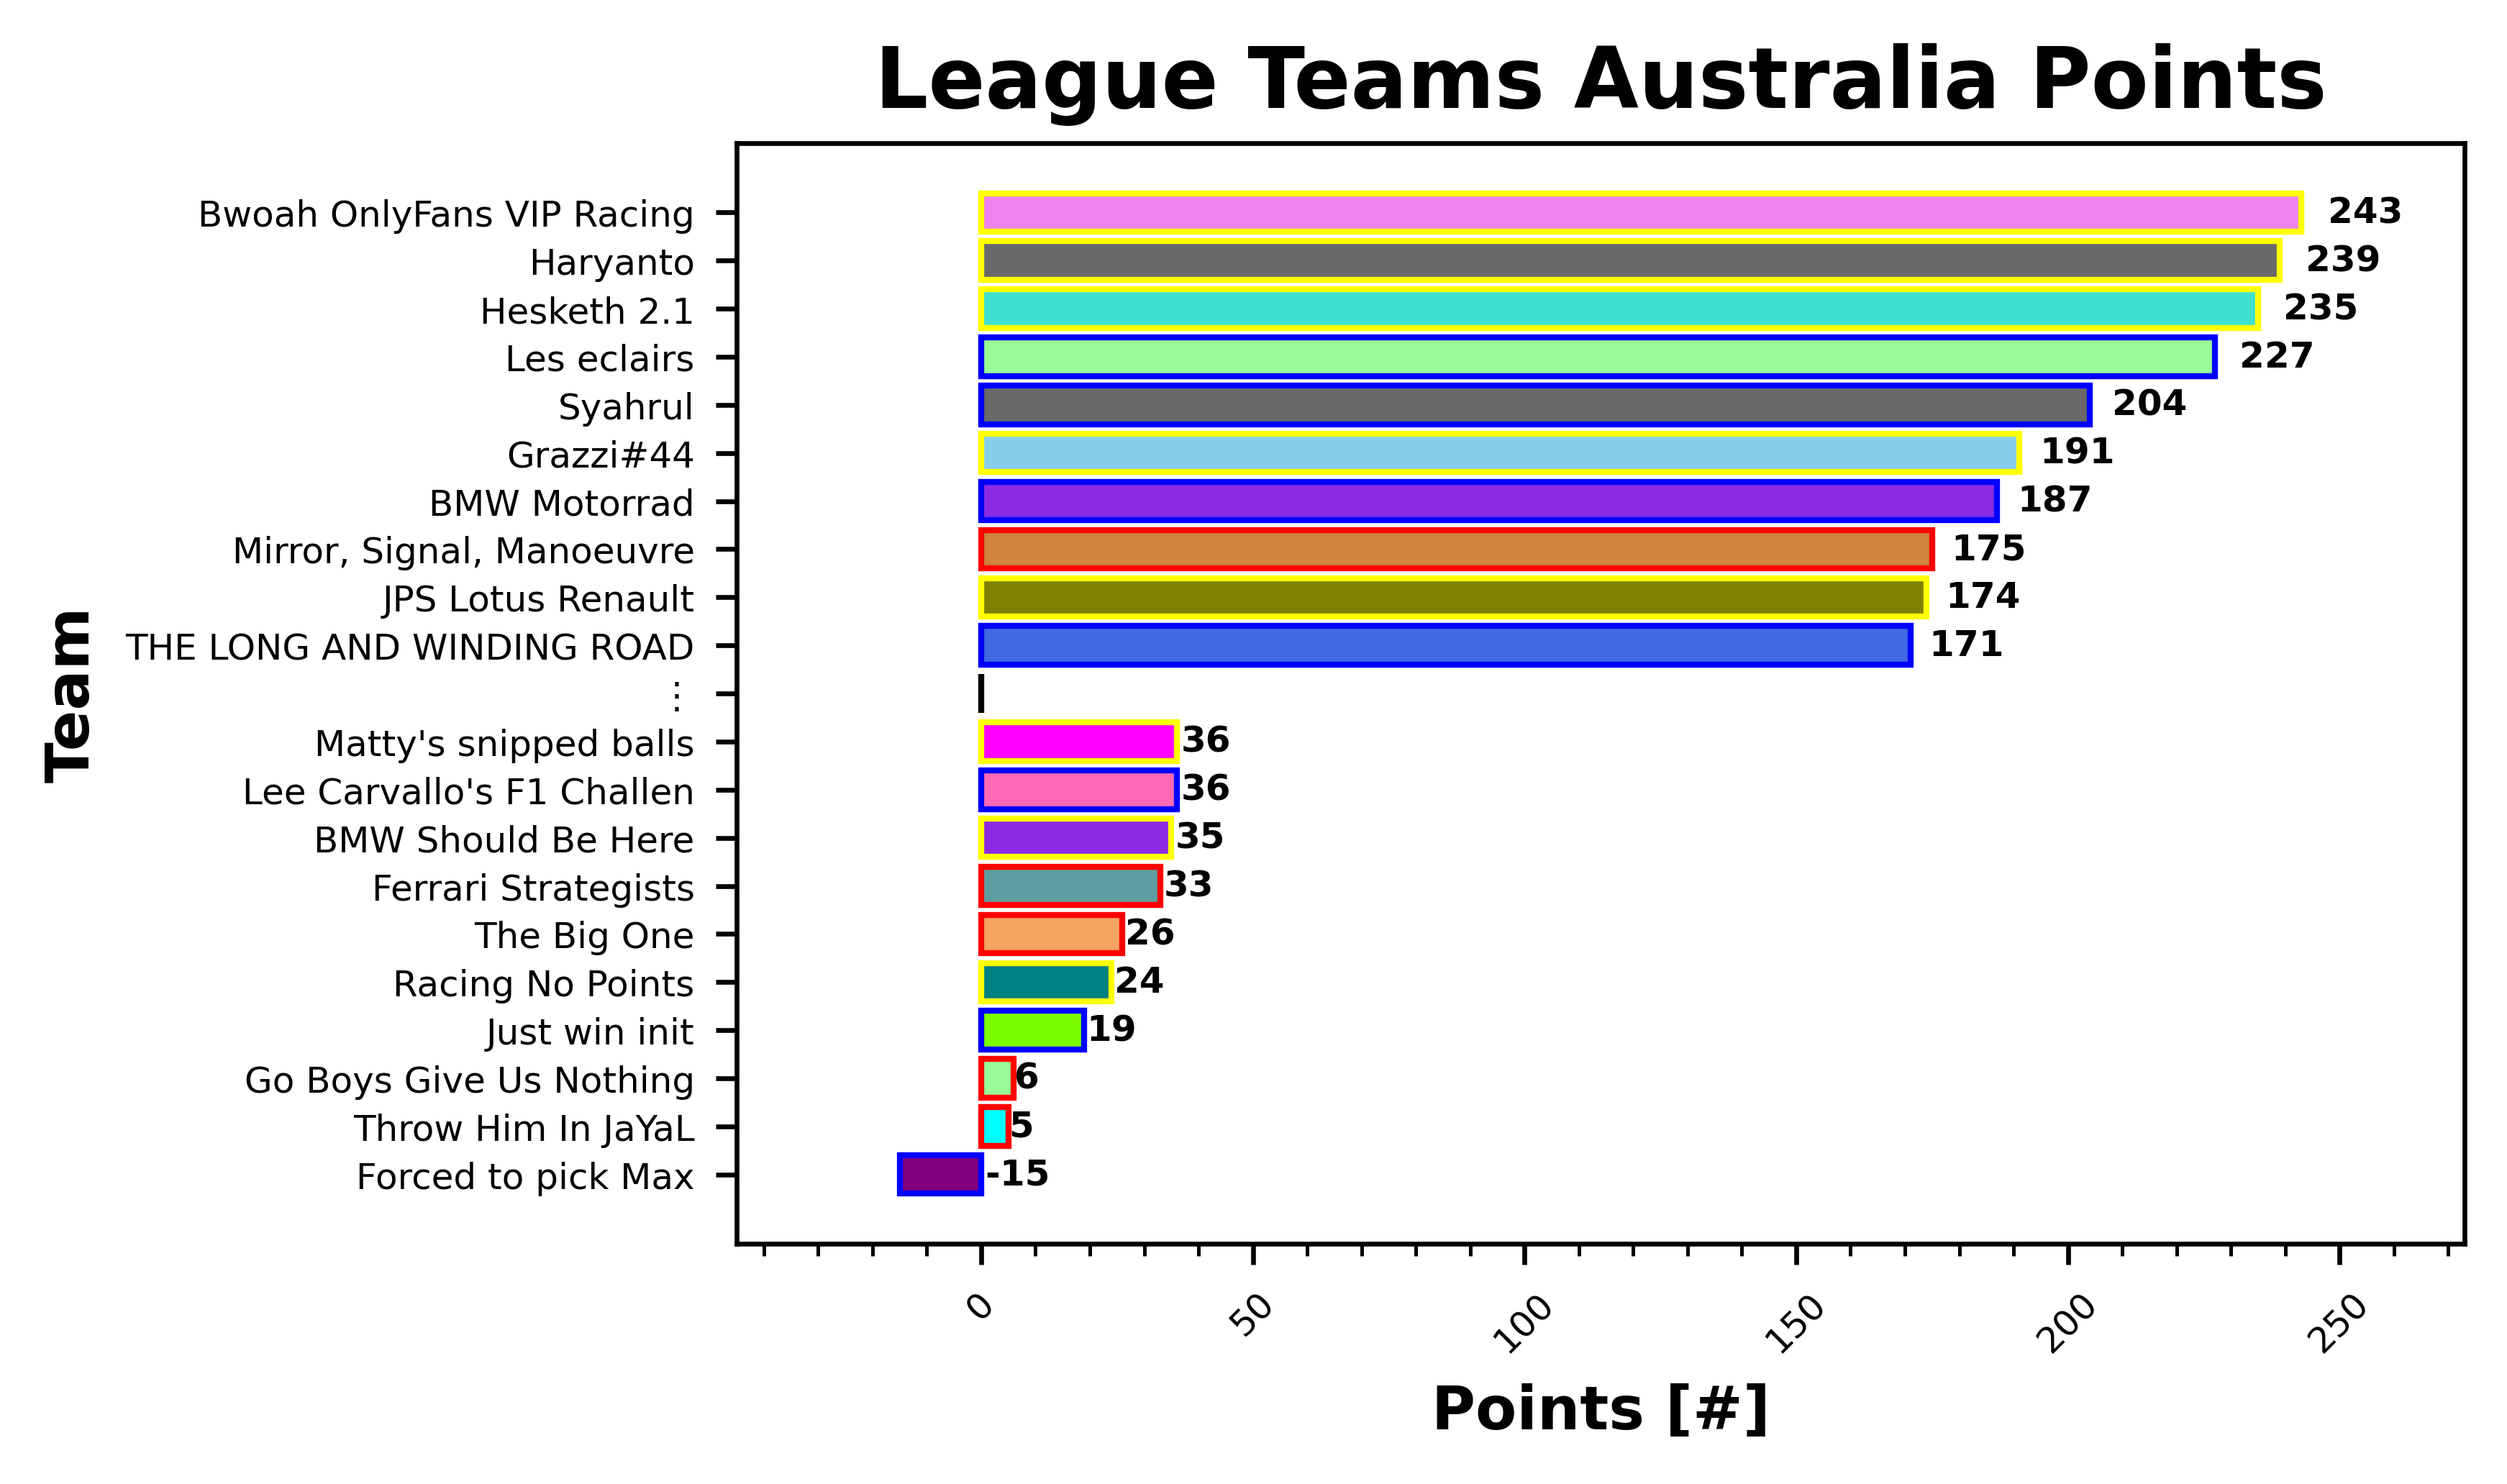 League Teams Australia Points
Team
Bwoah OnlyFans VIP Racing 243
Haryanto 239
Hesketh 2.1 235
Les eclairs 227
Syahrul 204
Grazzi#44 191
BMW Motorrad 187
Mirror, Signal, Manoeuvre 175
JPS Lotus Renault 174
THE LONG AND WINDING ROAD 171
⋮
Matty's snipped balls 36
Lee Carvallo's F1 Challen 36
BMW Should Be Here 35
Ferrari Strategists 33
The Big One 26
Racing No Points 24
Just win init 19
Go Boys Give Us Nothing 6
Throw Him In JaYaL 5
Forced to pick Max -15
0 50 100 150 200 250
Points [#]